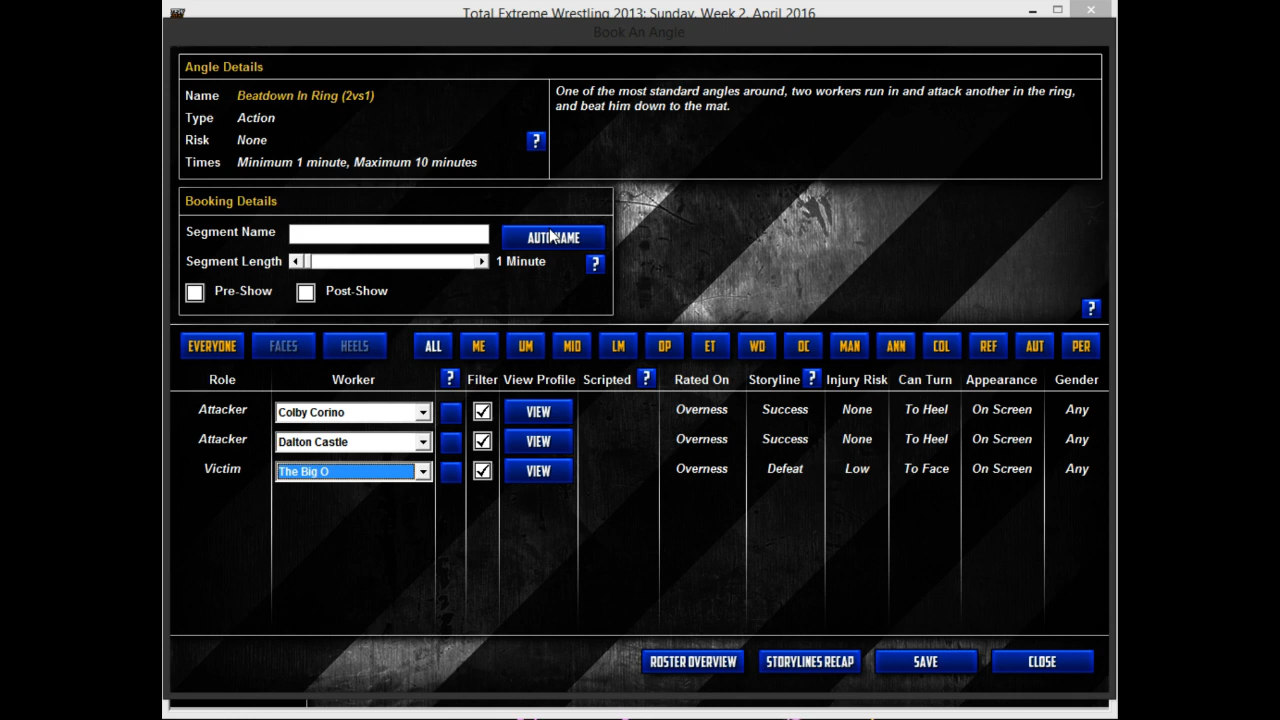 Total Extreme Wrestling 2013: Sunday, Week 2, April 2016
Book An Angle
Angle Details
Name Beatdown In Ring (2vs1)
Type Action
Risk None
?
Times Minimum 1 minute, Maximum 10 minutes
One of the most standard angles around, two workers run in and attack another in the ring,
and beat him down to the mat.
Booking Details
Segment Name
Segment Length 1 Minute ?
Pre-Show Post-Show
?
EVERYONE FACES HEELS ALL ME UM MID LM OP ET WO OC MAN ANN COL REF AUT PER
Role Worker ? Filter View Profile Scripted ? Rated On Storyline ? Injury Risk Can Turn Appearance Gender
Attacker Colby Corino VIEW Overness Success None To Heel On Screen Any
Attacker Dalton Castle VIEW Overness Success None To Heel On Screen Any
Victim The Big O VIEW Overness Defeat Low To Face On Screen Any
ROSTER OVERVIEW STORYLINES RECAP SAVE CLOSE